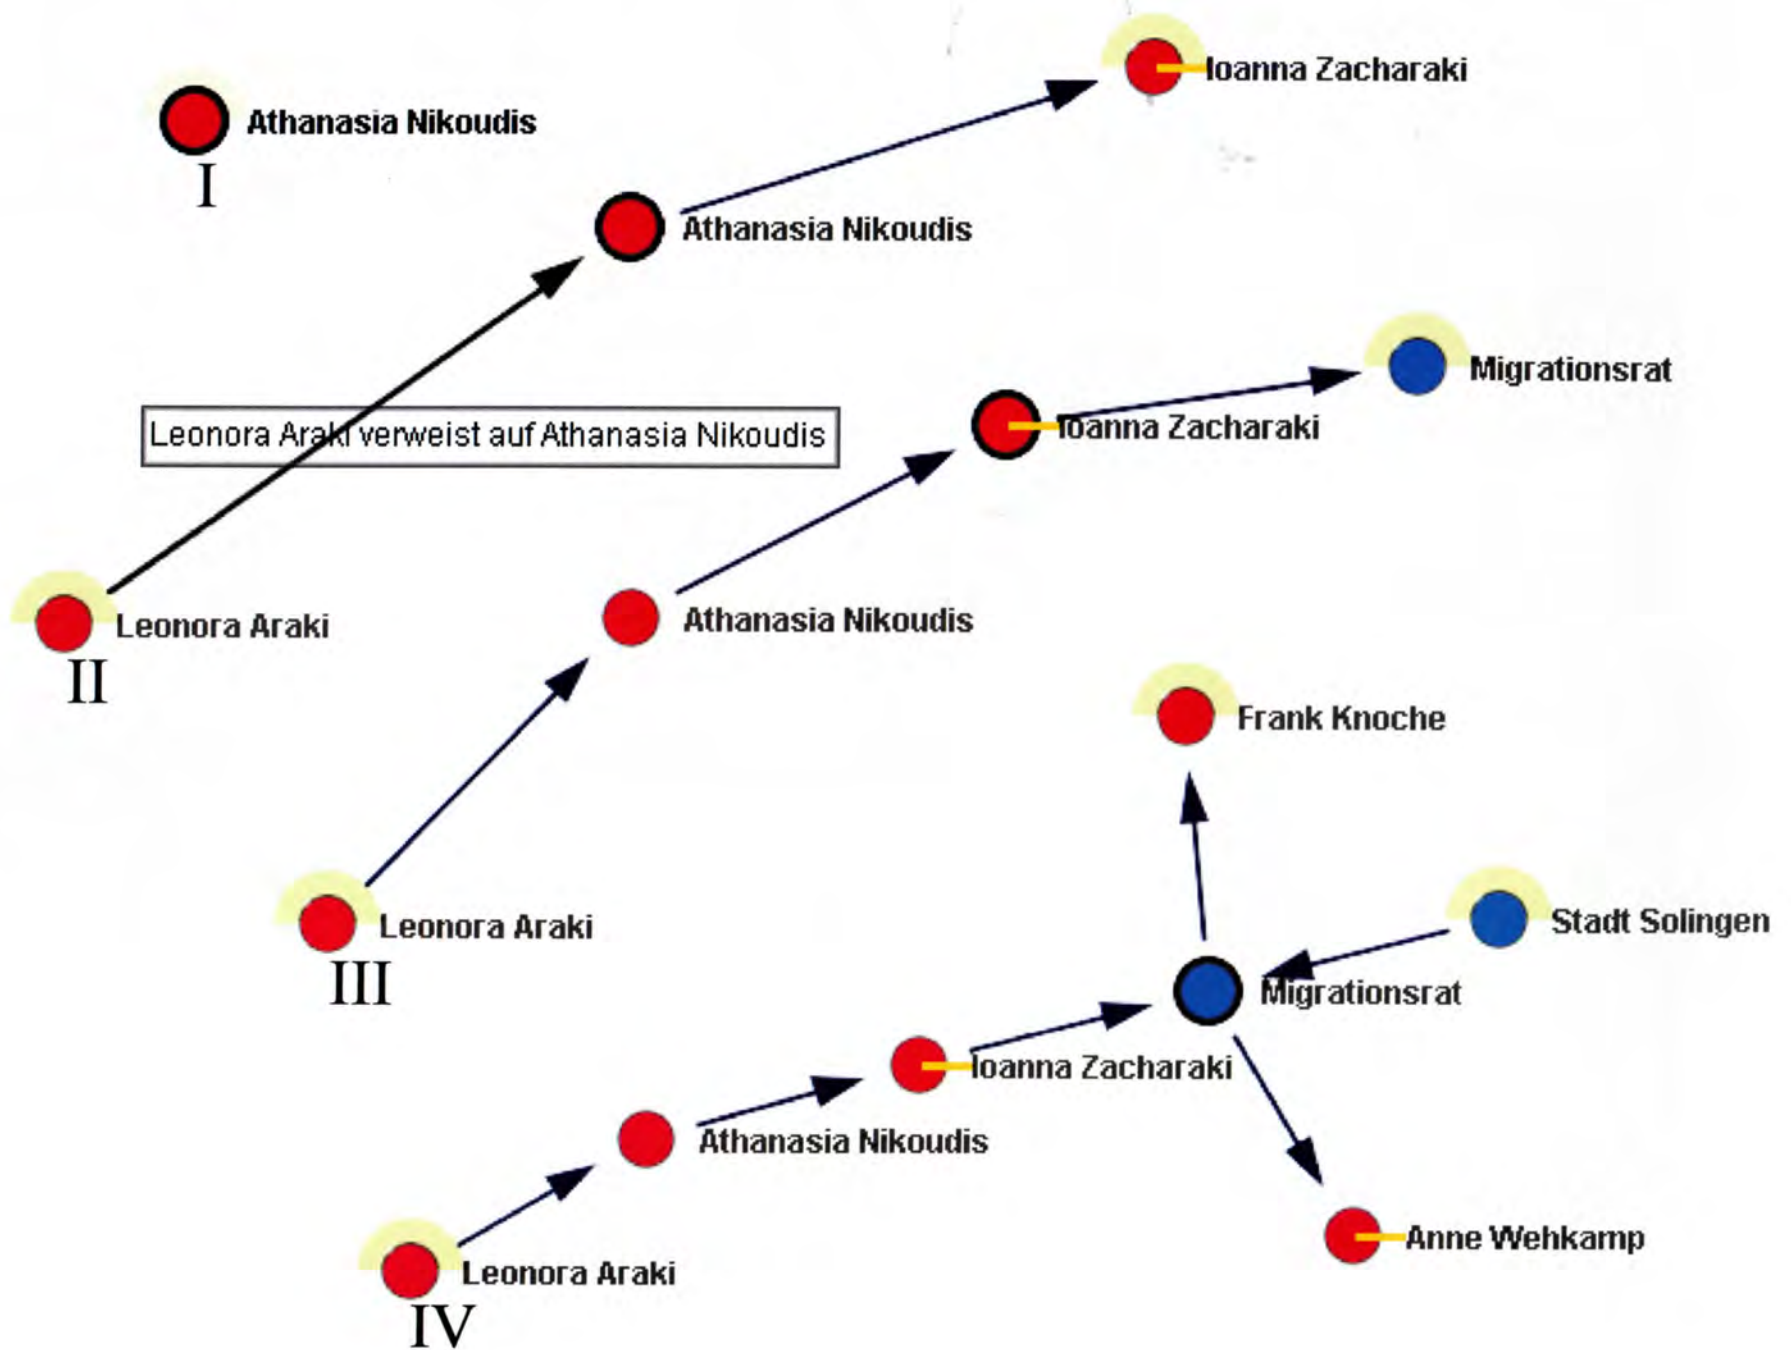 Ioanna Zacharaki
Athanasia Nikoudis
I
Athanasia Nikoudis
Migrationsrat
Ioanna Zacharaki
Leonora Araki verweist auf Athanasia Nikoudis
Leonora Araki
II
Athanasia Nikoudis
Frank Knoche
Leonora Araki
III
Stadt Solingen
Migrationsrat
Ioanna Zacharaki
Athanasia Nikoudis
Anne Wehkamp
Leonora Araki
IV